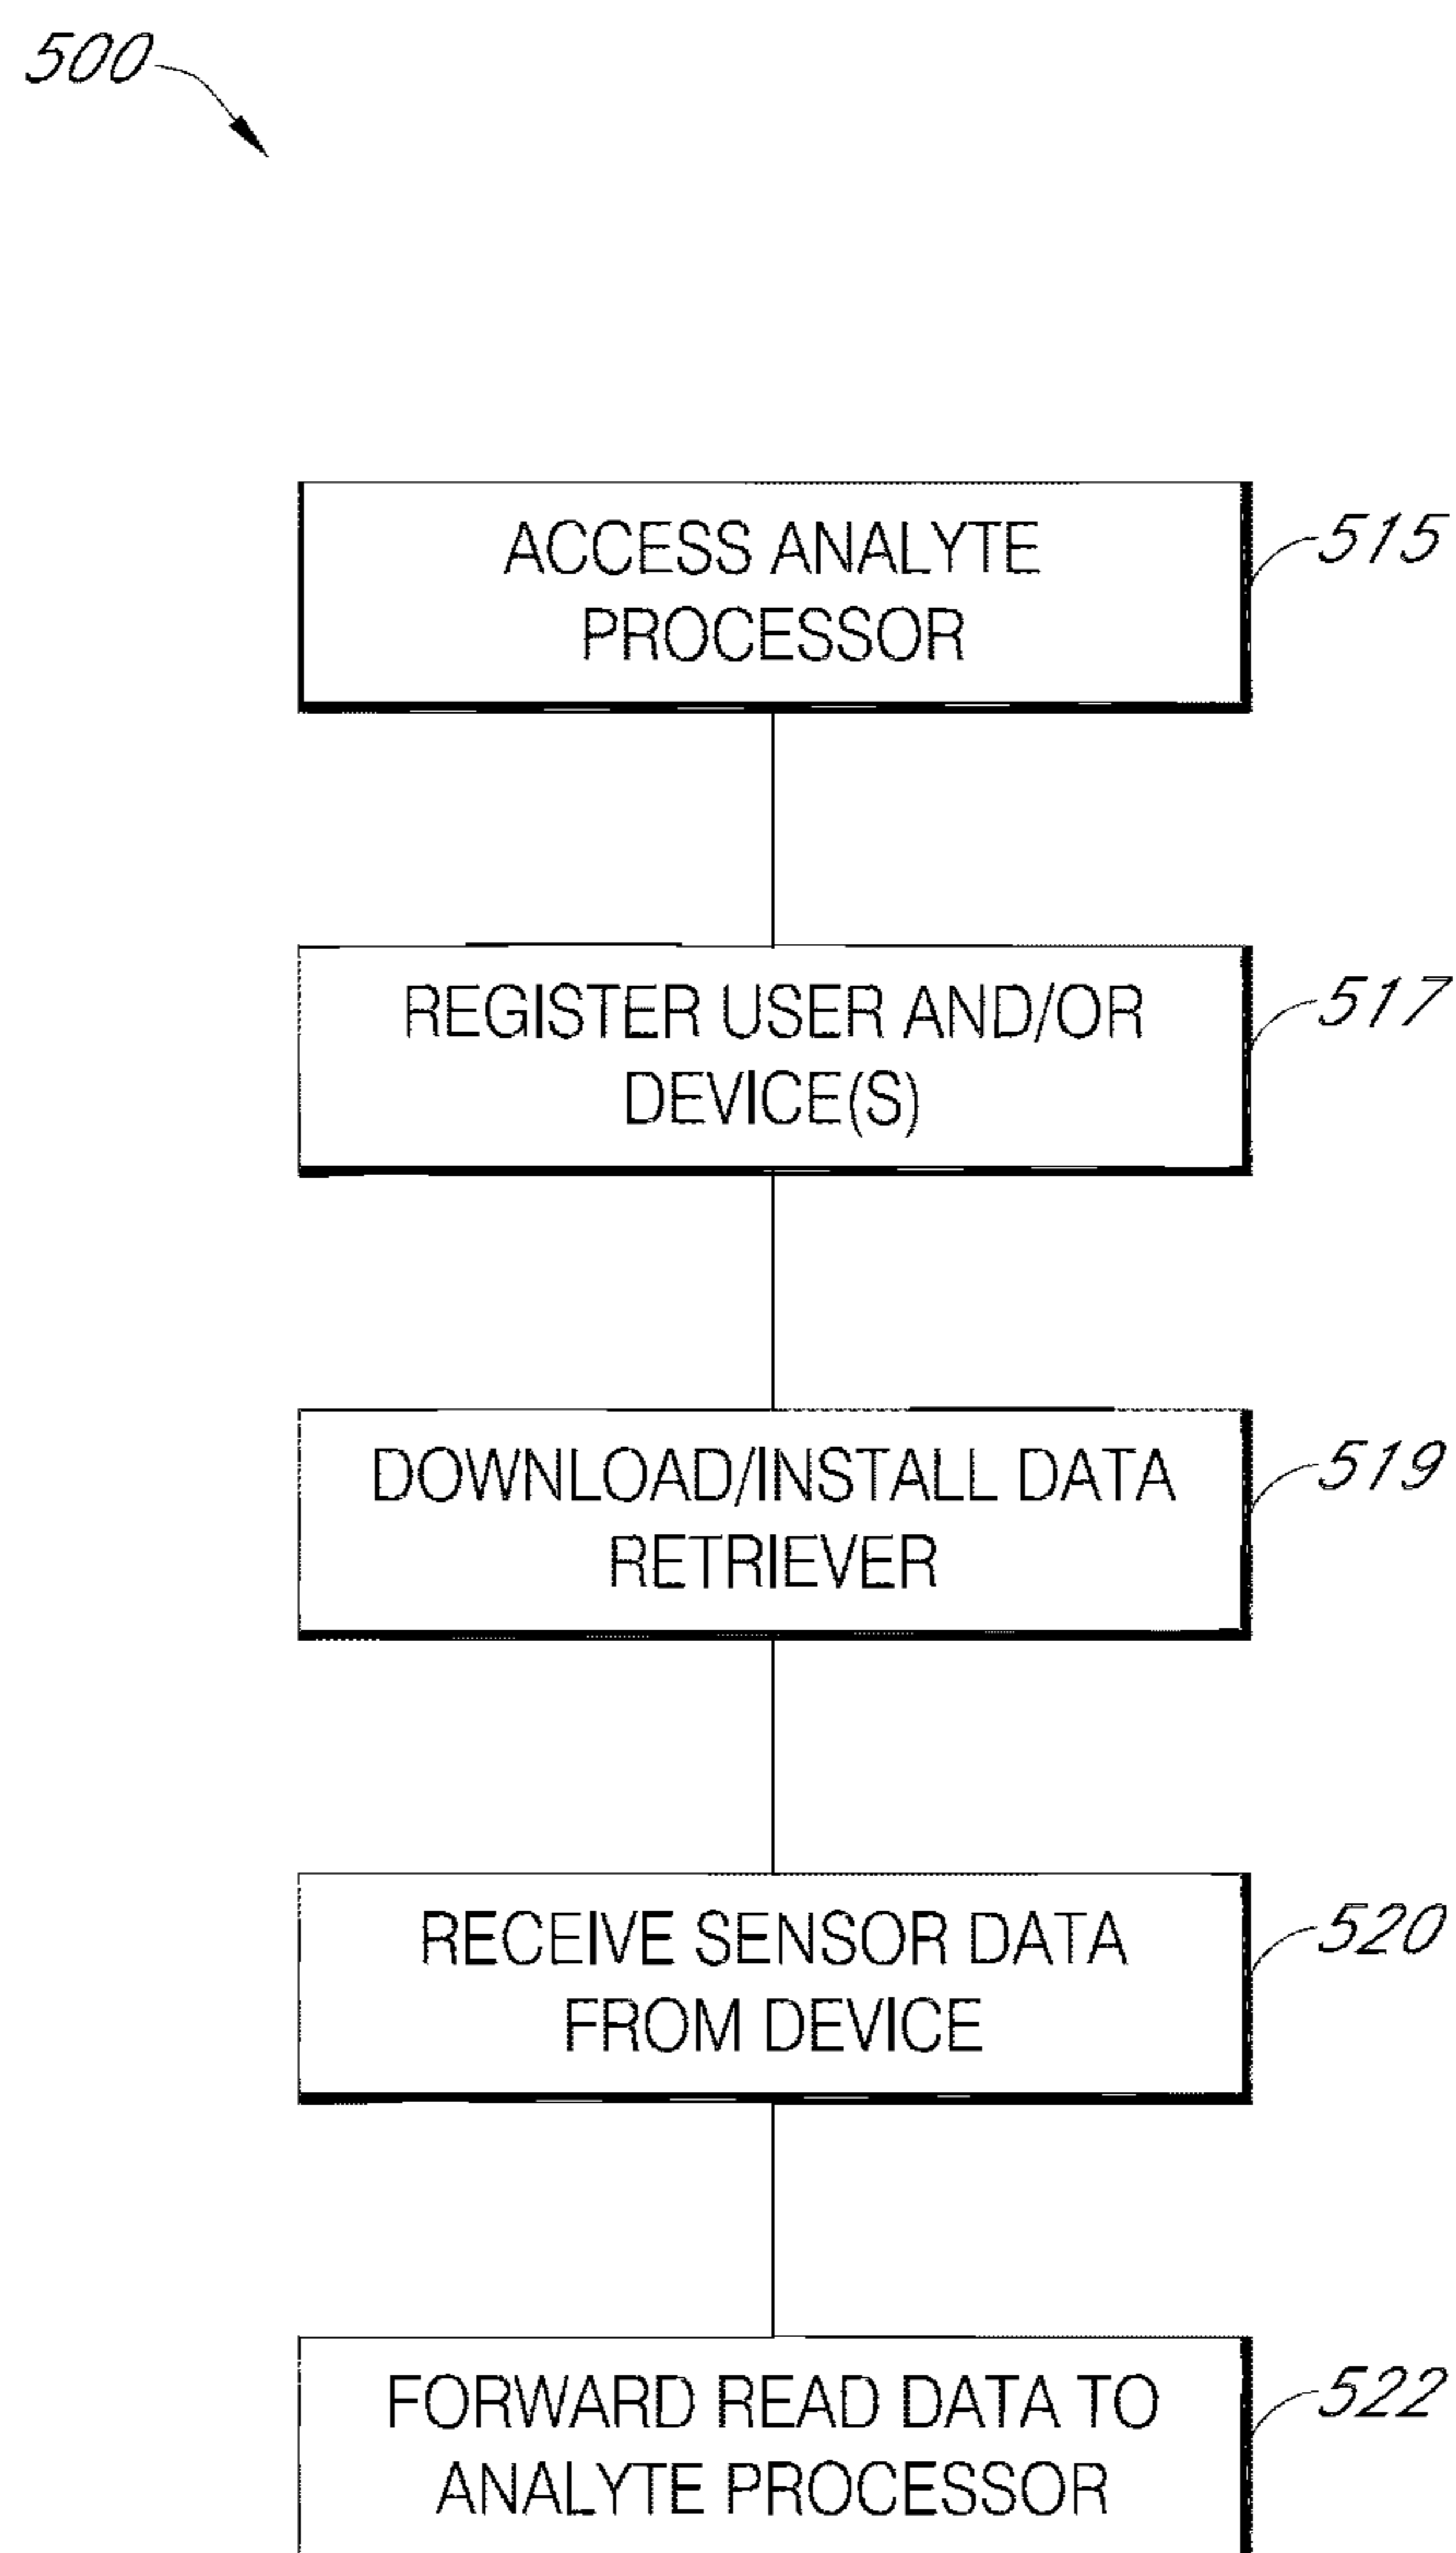 500
ACCESS ANALYTE
PROCESSOR
515
REGISTER USER AND/OR
DEVICE(S)
517
DOWNLOAD/INSTALL DATA
RETRIEVER
519
RECEIVE SENSOR DATA
FROM DEVICE
520
FORWARD READ DATA TO
ANALYTE PROCESSOR
522